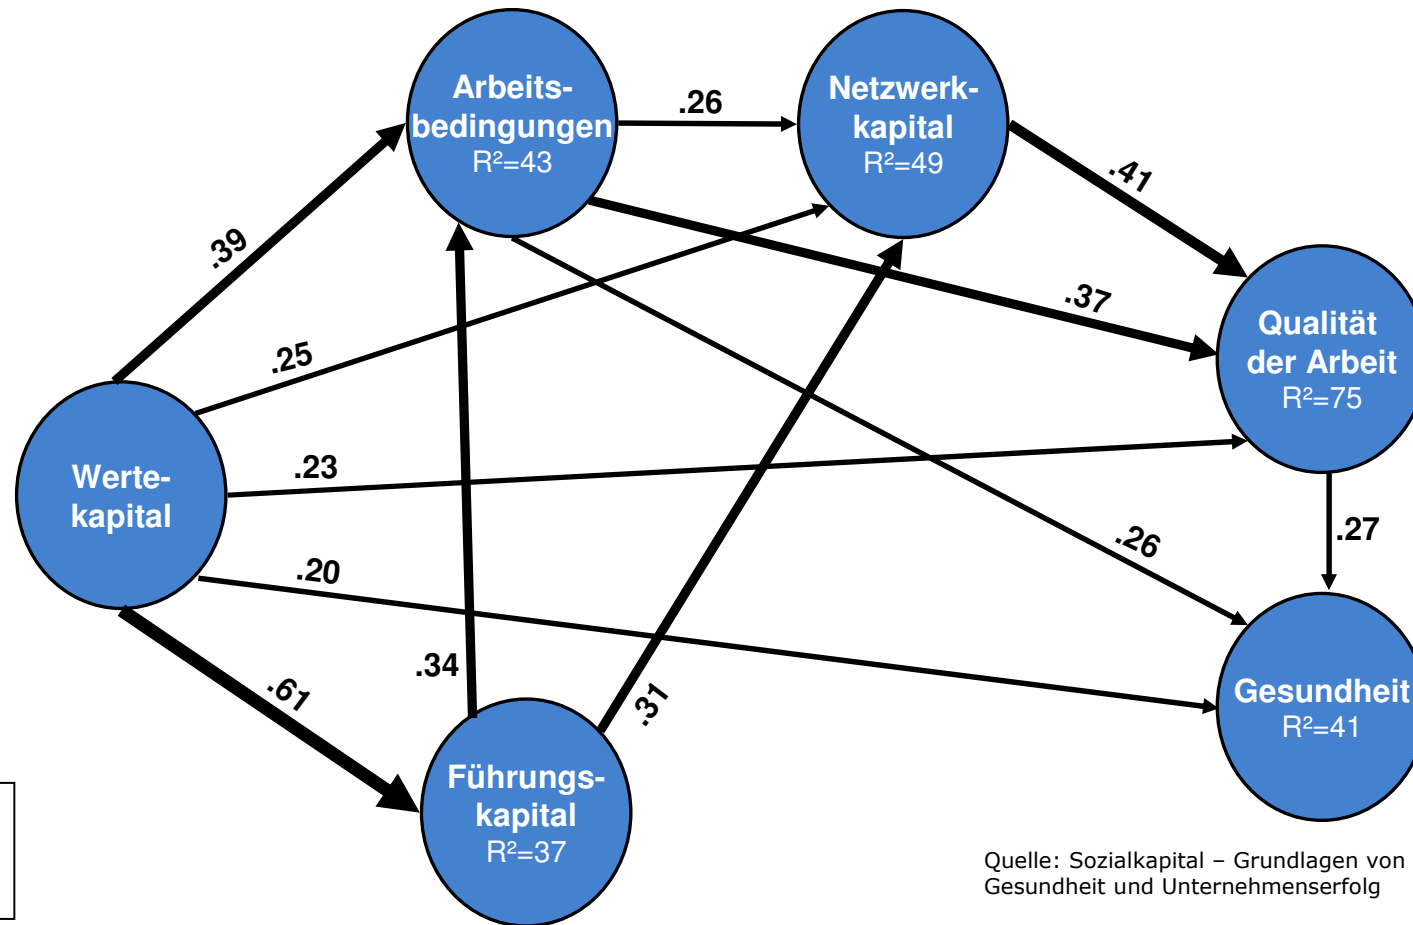 Arbeits-
bedingungen
R²=43
.26
Netzwerk-
kapital
R²=49
.41
.39
.37
.25
Qualität
der Arbeit
R²=75
Werte-
kapital
.23
.26
.27
.20
.61
.34
.31
Führungs-
kapital
R²=37
Gesundheit
R²=41
Quelle: Sozialkapital – Grundlagen von
Gesundheit und Unternehmenserfolg